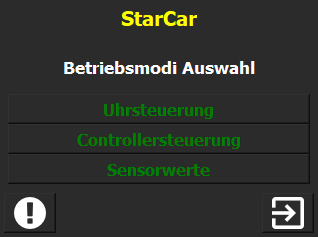 StarCar
Betriebsmodi Auswahl
Uhrsteuerung
Controllersteuerung
Sensorwerte